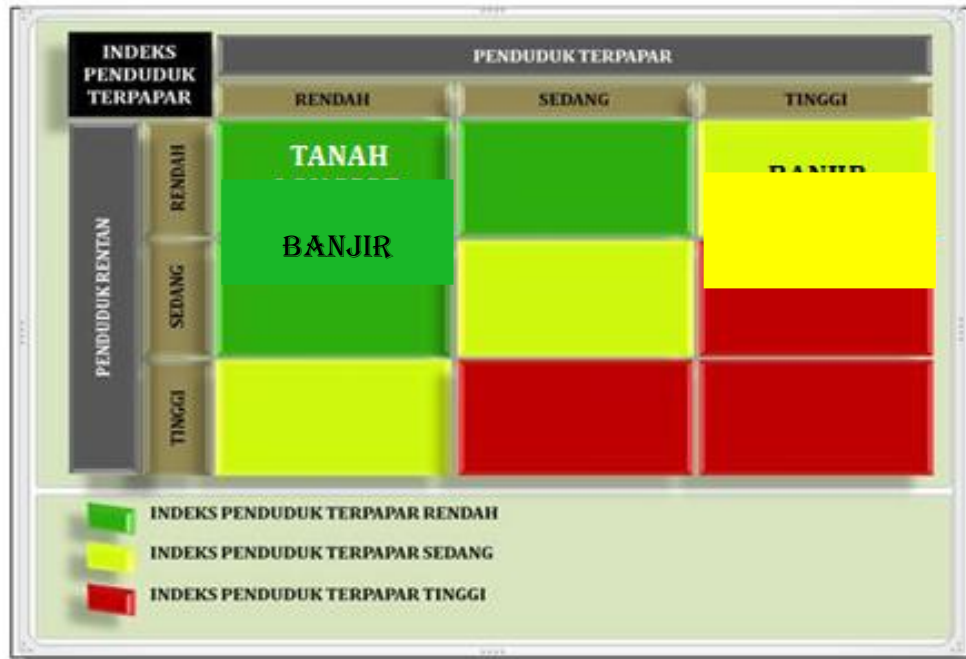 INDEKS
PENDUDUK
TERPAPAR
PENDUDUK TERPAPAR
RENDAH
SEDANG
TINGGI
PENDUDUK RENTAN
RENDAH
SEDANG
TINGGI
TANAH
BANJIR
BANJIR
INDEKS PENDUDUK TERPAPAR RENDAH
INDEKS PENDUDUK TERPAPAR SEDANG
INDEKS PENDUDUK TERPAPAR TINGGI